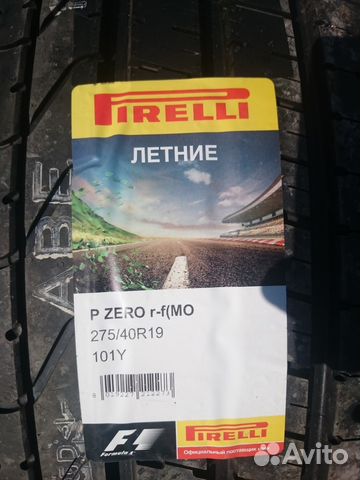 PIRELLI
ЛЕТНИЕ
P ZERO r-f(MO
275/40R19
101Y
F1
Formula 1
PIRELLI
Официальный поставщик
Avito